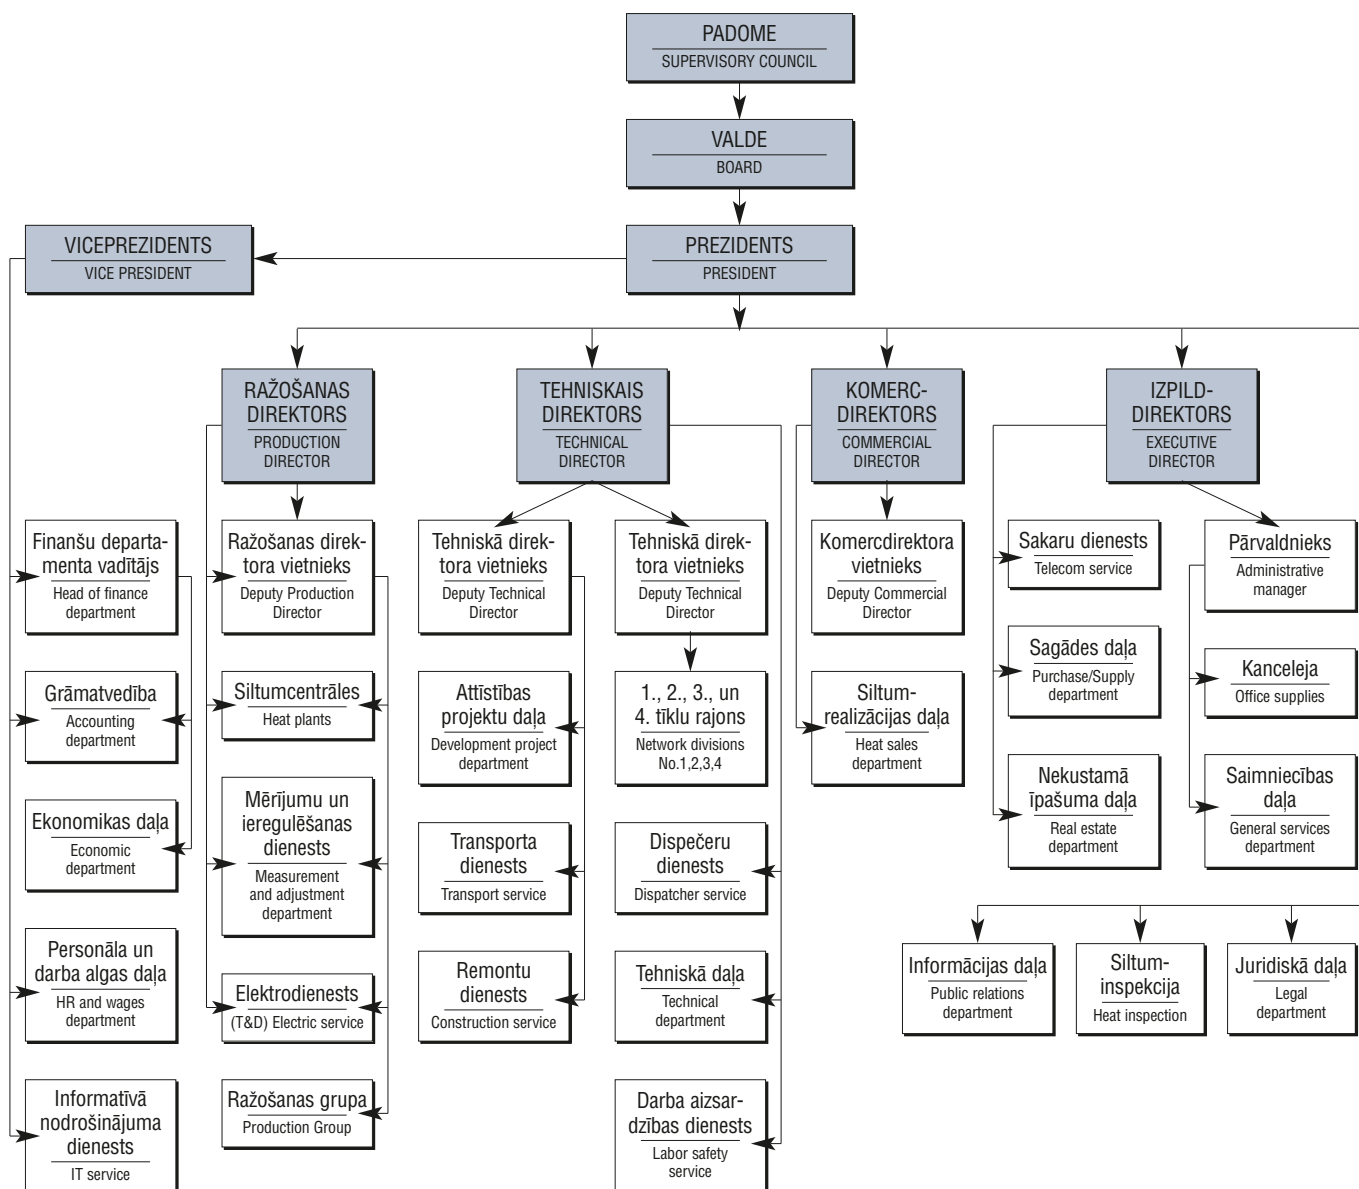 PADOME
SUPERVISORY COUNCIL
VALDE
BOARD
VICEPREZIDENTS
VICE PRESIDENT
PREZIDENTS
PRESIDENT
RAŽOŠANAS
DIREKTORS
PRODUCTION
DIRECTOR
TEHNISKAIS
DIREKTORS
TECHNICAL
DIRECTOR
KOMERC-
DIREKTORS
COMMERCIAL
DIRECTOR
IZPILD-
DIREKTORS
EXECUTIVE
DIRECTOR
Finanšu departa-
menta vadītājs
Head of finance
department
Ražošanas direk-
tora vietnieks
Deputy Production
Director
Tehniskā direk-
tora vietnieks
Deputy Technical
Director
Tehniskā direk-
tora vietnieks
Deputy Technical
Director
Komercdirektora
vietnieks
Deputy Commercial
Director
Sakaru dienests
Telecom service
Pārvaldnieks
Administrative
manager
Grāmatvedība
Accounting
department
Siltumcentrāles
Heat plants
Attīstības
projektu daļa
Development project
department
1., 2., 3., un
4. tīklu rajons
Network divisions
No.1,2,3,4
Siltum-
realizācijas daļa
Heat sales
department
Sagādes daļa
Purchase/Supply
department
Kanceleja
Office supplies
Ekonomikas daļa
Economic
department
Mērījumu un
ieregulēšanas
dienests
Measurement
and adjustment
department
Transporta
dienests
Transport service
Dispečeru
dienests
Dispatcher service
Nekustamā
īpašuma daļa
Real estate
department
Saimniecības
daļa
General services
department
Personāla un
darba algas daļa
HR and wages
department
Elektrodienests
(T&D) Electric service
Remontu
dienests
Construction service
Tehniskā daļa
Technical
department
Informācijas daļa
Public relations
department
Siltum-
inspekcija
Heat inspection
Juridiskā daļa
Legal
department
Informatīvā
nodrošinājuma
dienests
IT service
Ražošanas grupa
Production Group
Darba aizsar-
dzības dienests
Labor safety
service